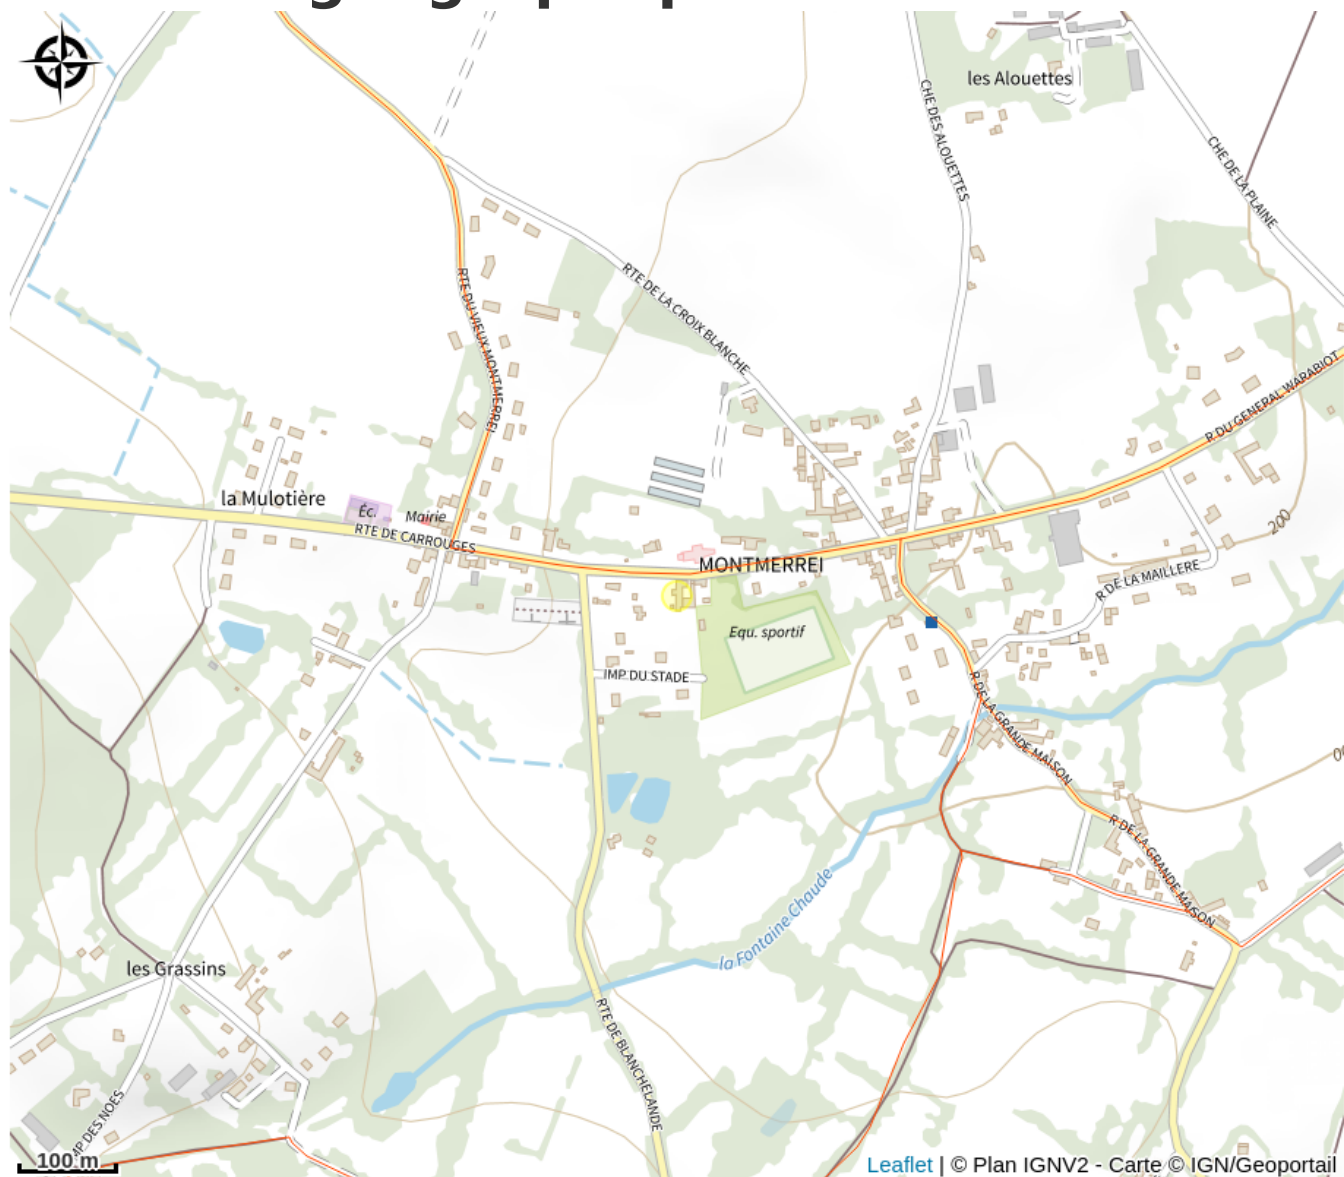 les Alouettes
CHE DES ALOUETTES
CHE DE LA PLAINE
RTE DE LA CROIX BLANCHE
RTE DU VIEUX MONTMERREI
R DU GENERAL WARABIOT
la Mulotière
Éc.
Mairie
RTE DE CARROUGES
200
MONTMERREI
R DE LA MAILLERE
Equ. sportif
IMP DU STADE
R DE LA GRANDE MAISON
R DE LA GRANDE MAISON
la Fontaine Chaude
les Grassins
RTE DE BLANCHELANDE
MP DES NOES
100 m
Leaflet | © Plan IGNV2 - Carte © IGN/Geoportail